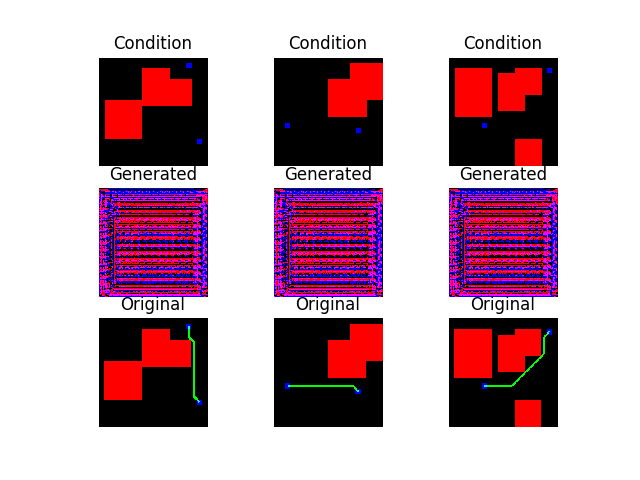 Condition
Condition
Condition
Generated
Generated
Generated
Original
Original
Original